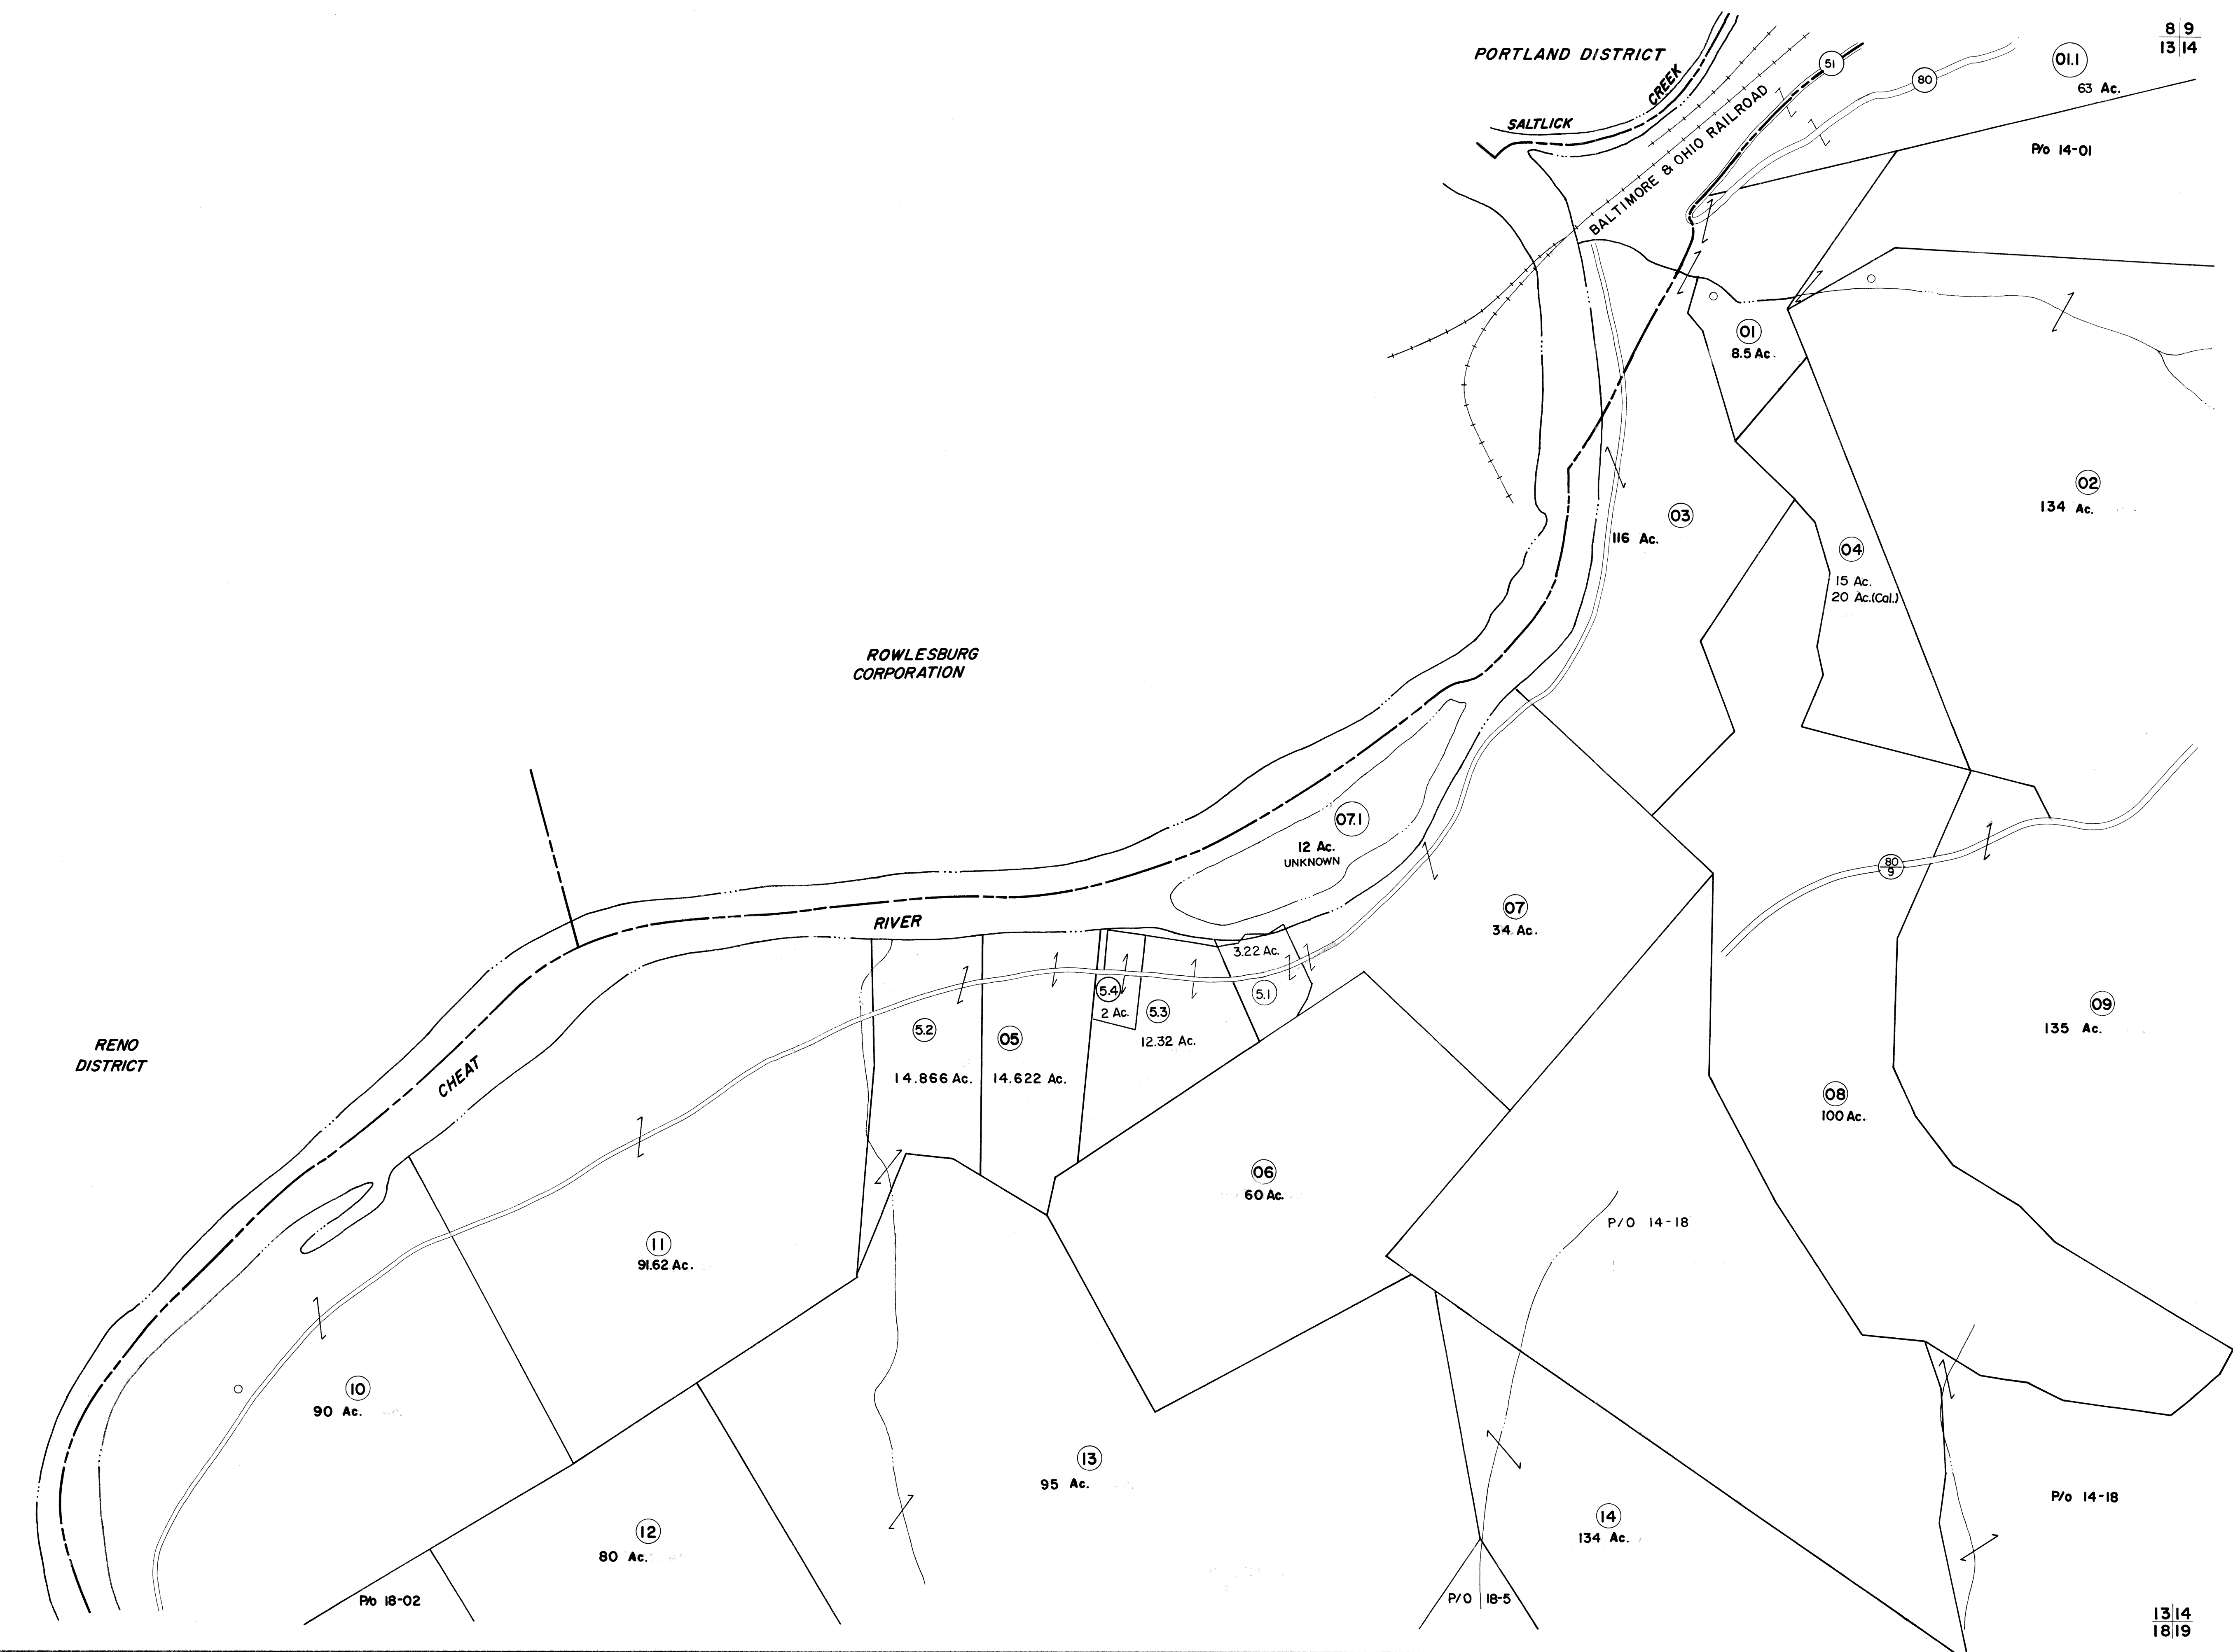 PORTLAND DISTRICT
8 9
13 14
51
80
01.1
63 Ac.
CREEK
SALTLICK
BALTIMORE & OHIO RAILROAD
P/o 14-01
01
8.5 Ac.
02
134 Ac.
03
116 Ac.
04
15 Ac.
20 Ac.(Cal.)
ROWLESBURG
CORPORATION
07.1
12 Ac.
UNKNOWN
80
9
07
34 Ac.
RIVER
3.22 Ac.
5.1
5.4
2 Ac.
5.3
12.32 Ac.
5.2
14.866 Ac.
05
14.622 Ac.
09
135 Ac.
RENO
DISTRICT
CHEAT
08
100 Ac.
06
60 Ac.
P/O 14-18
11
91.62 Ac.
10
90 Ac.
13
95 Ac.
P/o 14-18
14
134 Ac.
12
80 Ac.
P/o 18-02
P/O 18-5
13 14
18 19